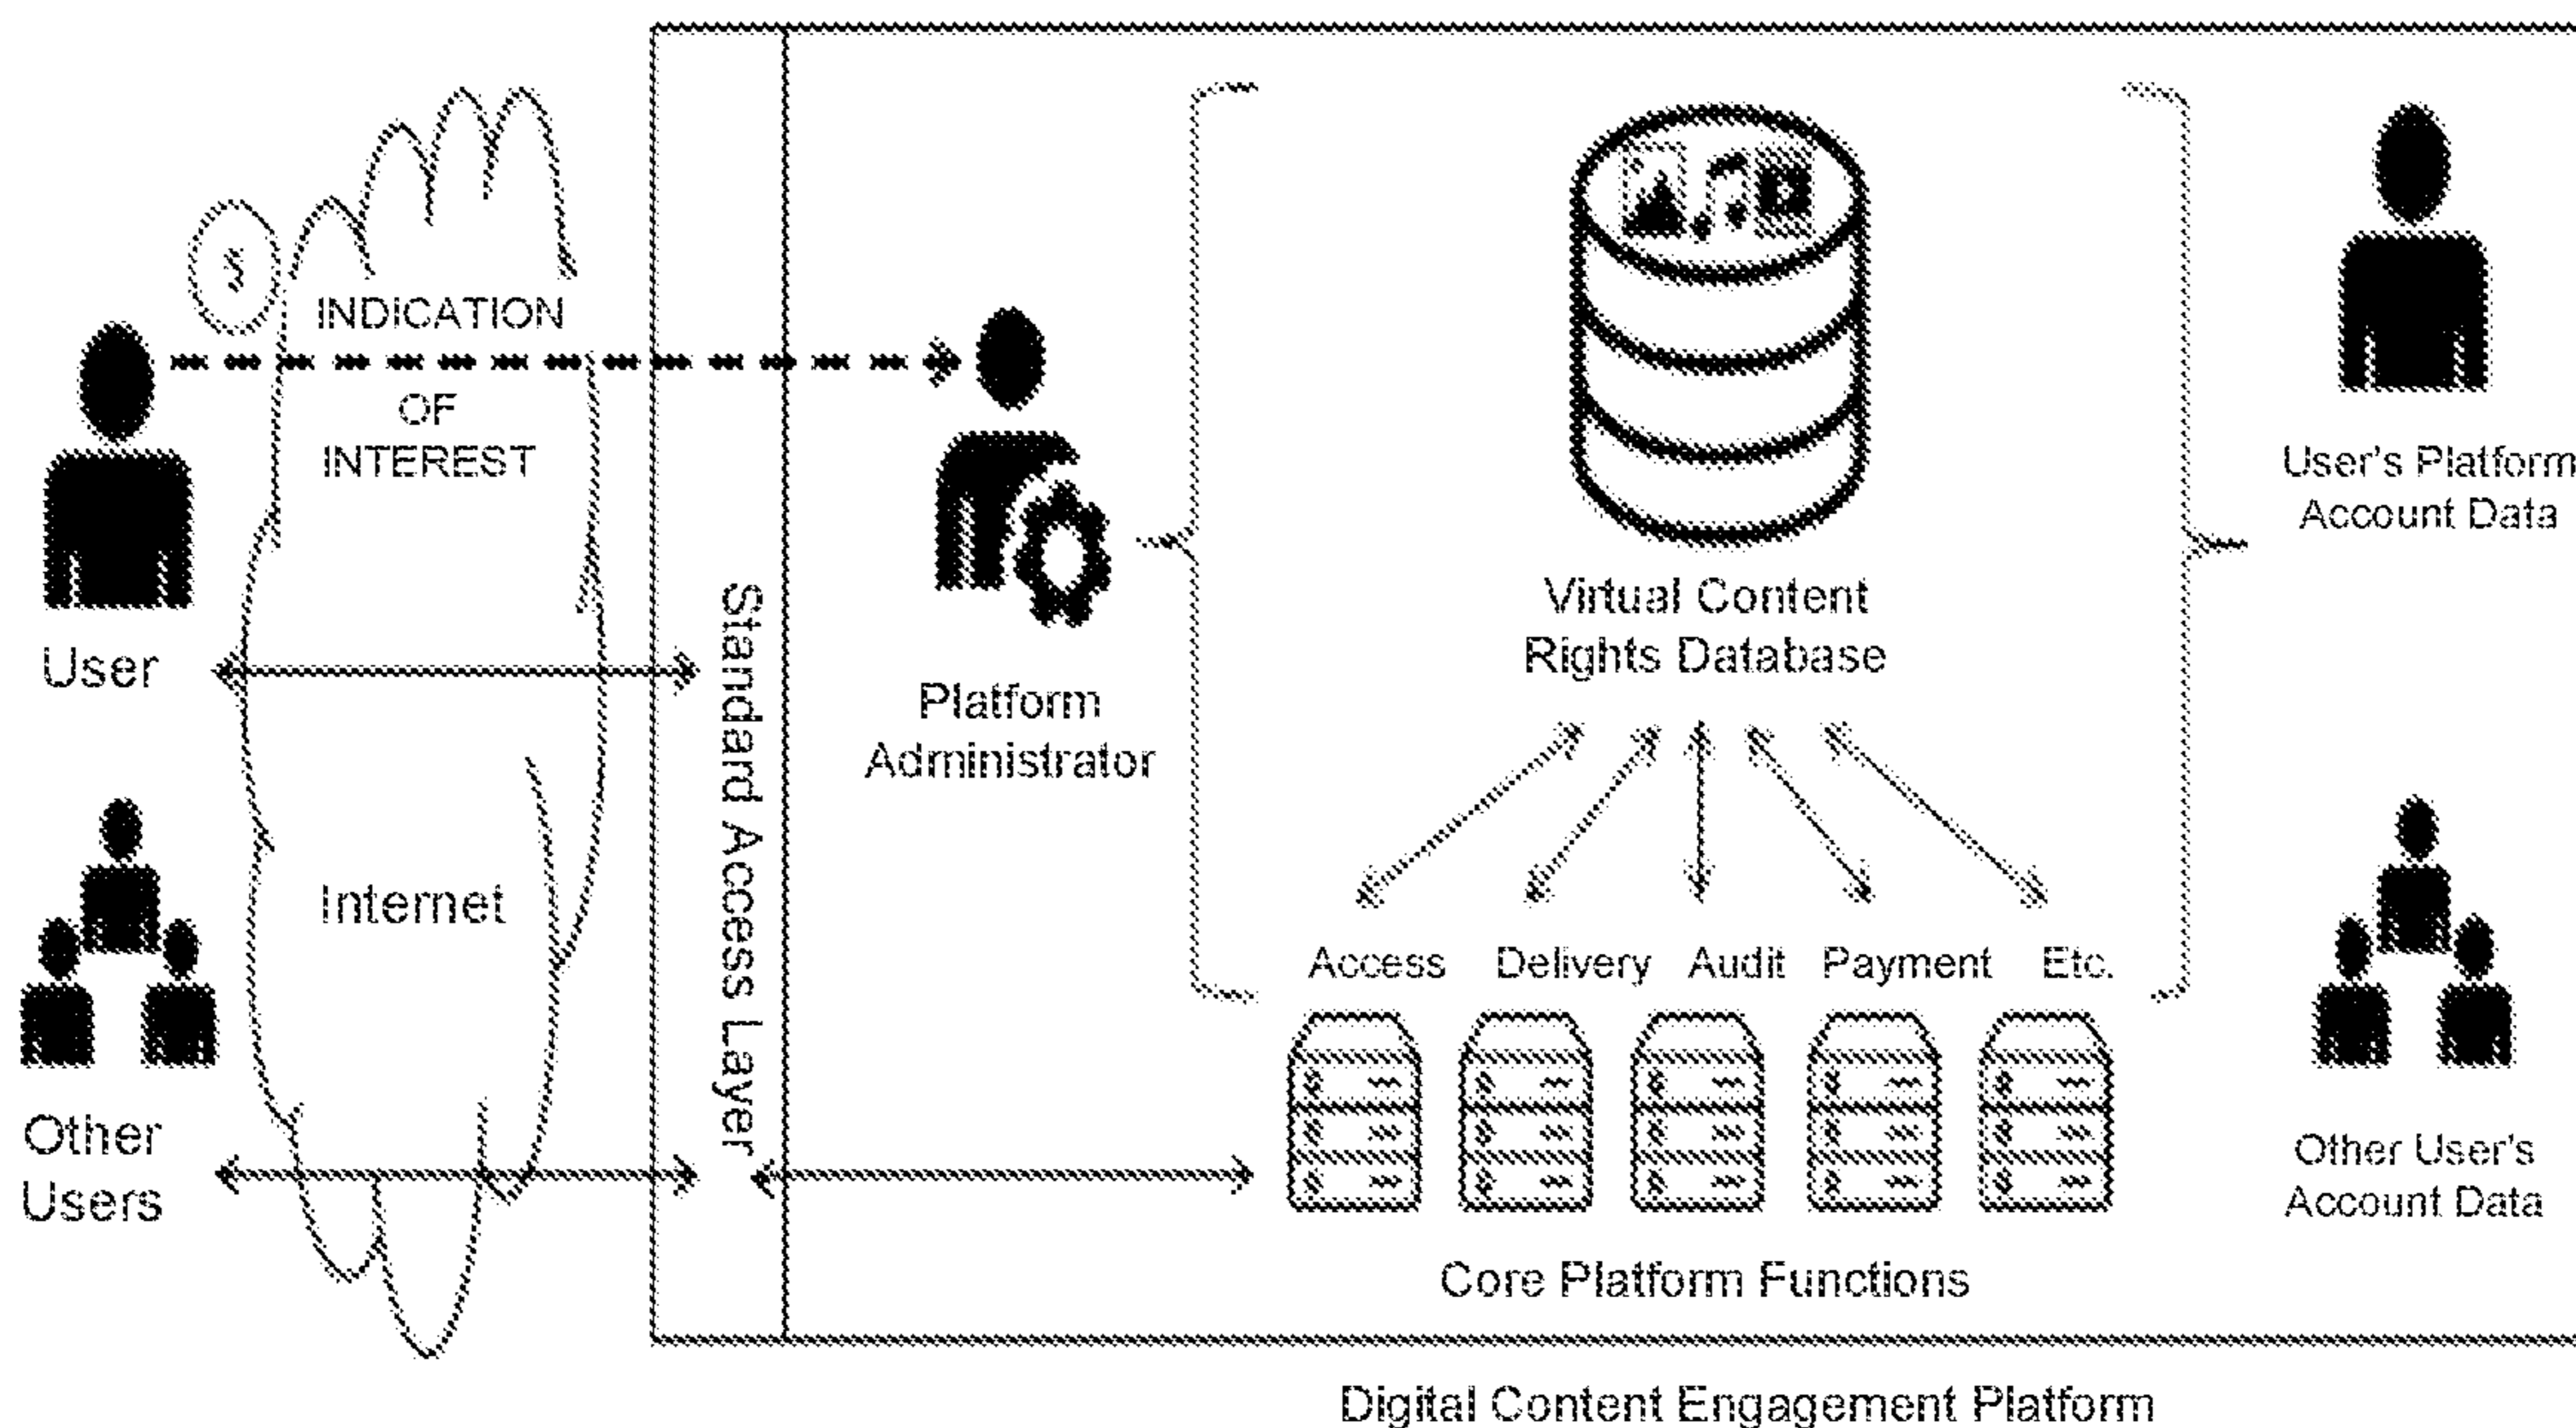 INDICATION
OF
INTEREST
User
Internet
Other
Users
Standard Access Layer
Platform
Administrator
Virtual Content
Rights Database
Access Delivery Audit Payment Etc.
Core Platform Functions
User's Platform
Account Data
Other User's
Account Data
Digital Content Engagement Platform